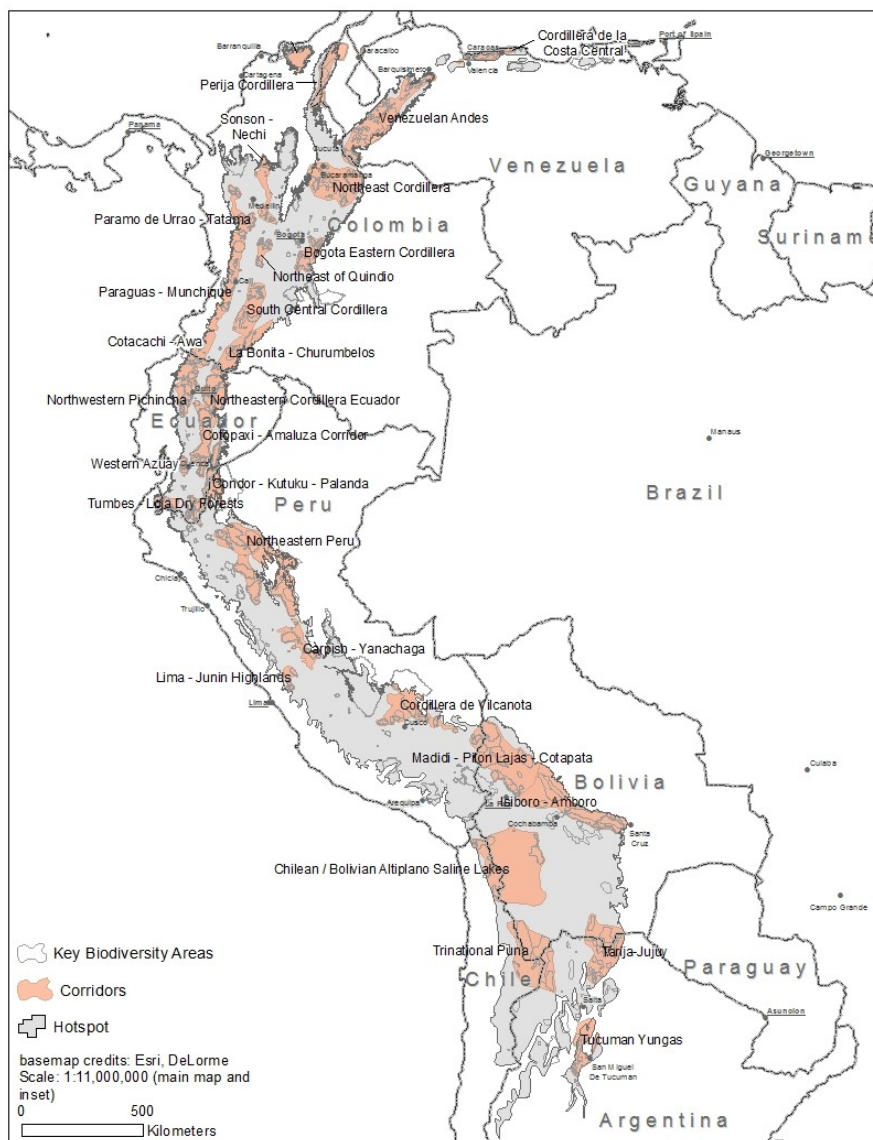 Barranquilla
Maracaibo
Caracas
Cordillera de la
Costa Central
Port of Spain
Barquisimeto
Valencia
Cartagena
Perija Cordillera
Venezuelan Andes
Sonson -
Nechi
Panama
Cucuta
Bucaramanga
Northeast Cordillera
Venezuela
Georgetown
Guyana
Suriname
Medellin
Paramo de Urrao - Tatama
Colombia
Bogota
Bogota Eastern Cordillera
Northeast of Quindio
Cali
Paraguas - Munchique
South Central Cordillera
Cotacachi - Awa
La Bonita - Churumbelos
Quito
Northwestern Pichincha
Northeastern Cordillera Ecuador
Ecuador
Cotopaxi - Amaluza Corridor
Manaus
Western Azuay
Cuenca
Condor - Kutuku - Palanda
Tumbes - Loja Dry Forests
Peru
Brazil
Northeastern Peru
Chiclayo
Trujillo
Carpish - Yanachaga
Lima - Junin Highlands
Lima
Cordillera de Vilcanota
Cusco
Madidi - Pilon Lajas - Cotapata
Cuiaba
Bolivia
Arequipa
La Paz
Isiboro - Amboro
Cochabamba
Santa
Cruz
Chilean / Bolivian Altiplano Saline Lakes
Campo Grande
Trinational Puna
Tarija-Jujuy
Chile
Paraguay
Salta
Asuncion
Tucuman Yungas
San Miguel
De Tucuman
Argentina
Key Biodiversity Areas
Corridors
Hotspot
basemap credits: Esri, DeLorme
Scale: 1:11,000,000 (main map and
inset)
0 500
Kilometers